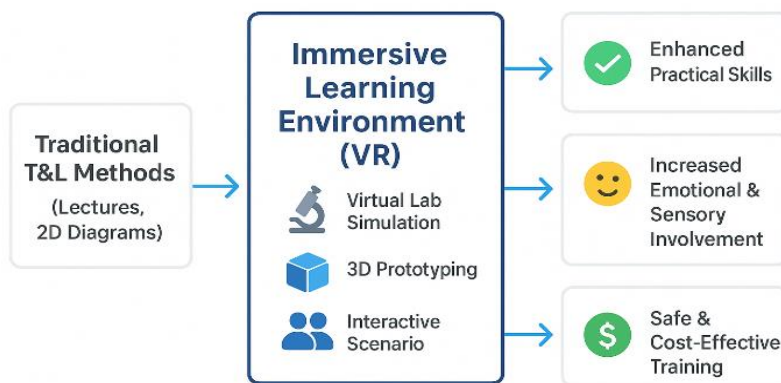 Traditional
T&L Methods
(Lectures,
2D Diagrams)
Immersive
Learning
Environment
(VR)
Virtual Lab
Simulation
3D Prototyping
Interactive
Scenario
Enhanced
Practical Skills
Increased
Emotional &
Sensory
Involvement
$
Safe &
Cost-Effective
Training